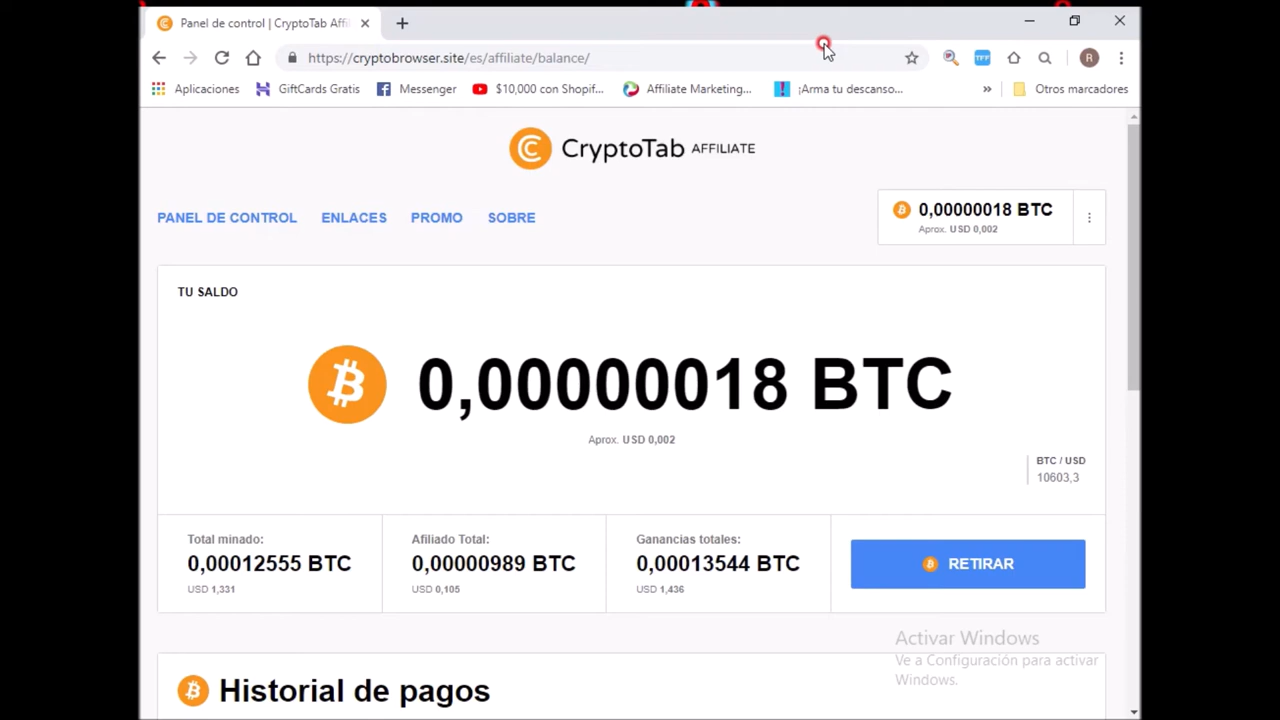 Panel de control | CryptoTab Affi
https://cryptobrowser.site/es/affiliate/balance/
R
Aplicaciones
GiftCards Gratis
Messenger
$10,000 con Shopif...
Affiliate Marketing...
¡Arma tu descanso...
»
Otros marcadores
CryptoTab AFFILIATE
PANEL DE CONTROL
ENLACES
PROMO
SOBRE
0,00000018 BTC
Aprox. USD 0,002
TU SALDO
0,00000018 BTC
Aprox. USD 0,002
BTC / USD
10603,3
Total minado:
0,00012555 BTC
USD 1,331
Afiliado Total:
0,00000989 BTC
USD 0,105
Ganancias totales:
0,00013544 BTC
USD 1,436
RETIRAR
Activar Windows
Ve a Configuración para activar
Windows.
Historial de pagos